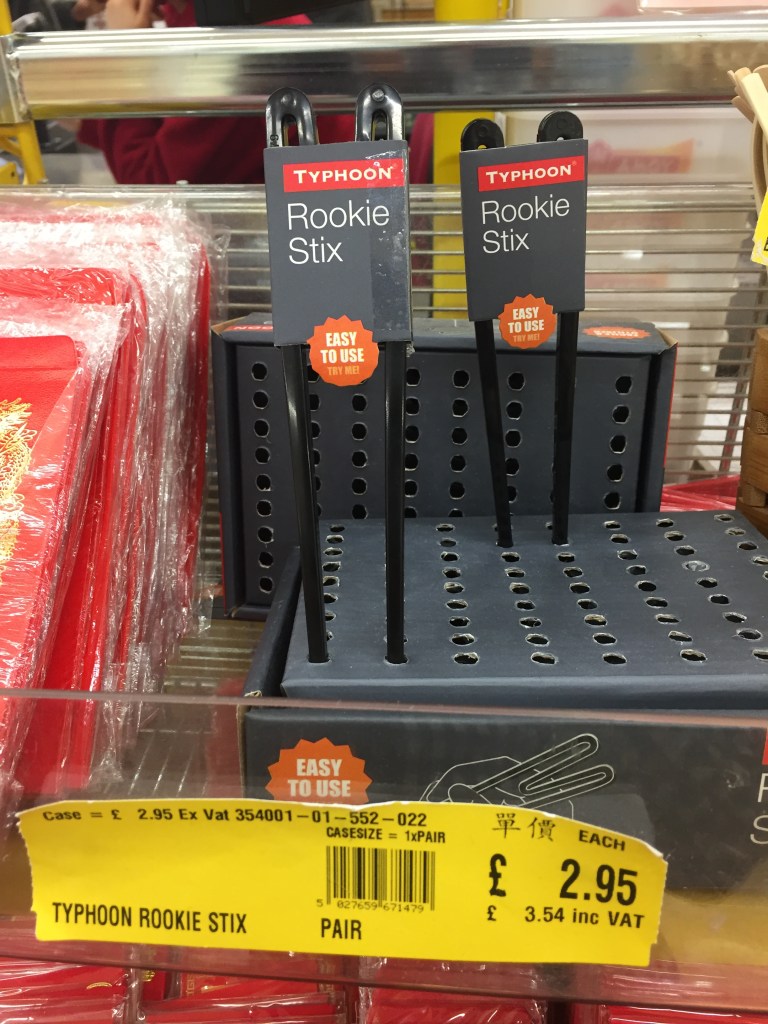 TYPHOON
Rookie
Stix
EASY
TO USE
TRY ME!
TYPHOON
Rookie
Stix
EASY
TO USE
TRY ME!
EASY
TO USE
Case = £ 2.95 Ex Vat 354001-01-552-022
CASESIZE = 1xPAIR
單價 EACH
£ 2.95
£ 3.54 inc VAT
5 027659 671479
TYPHOON ROOKIE STIX PAIR